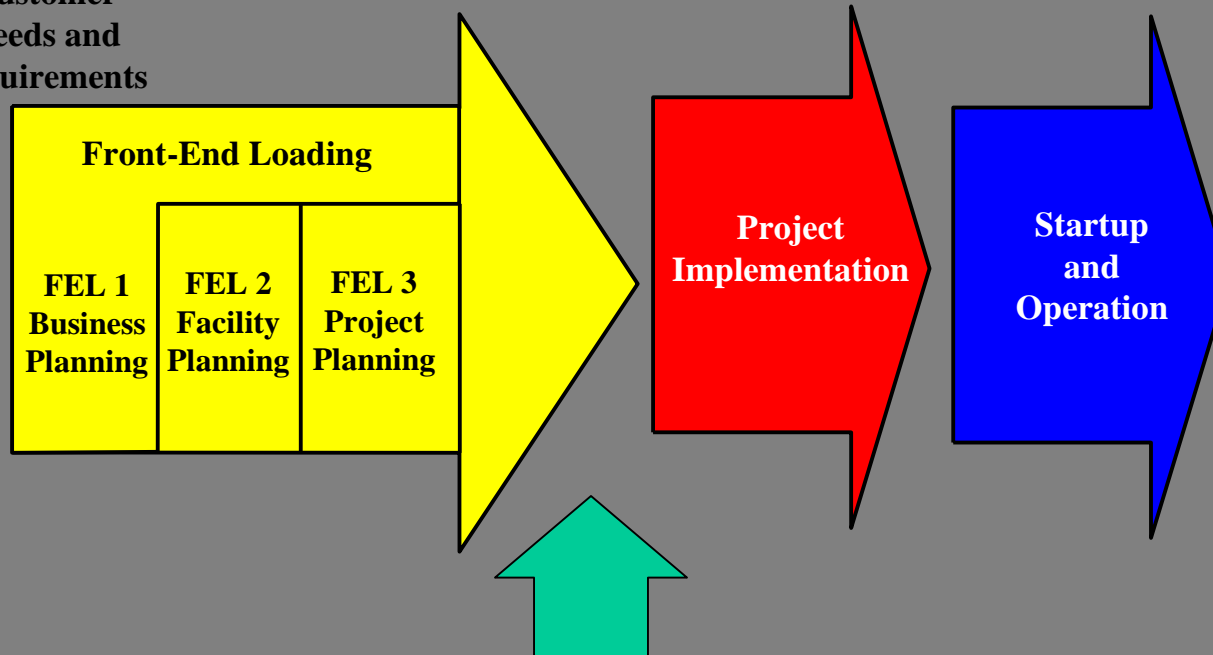 eeds and
uirements
Front-End Loading
FEL 1
Business
Planning
FEL 2
Facility
Planning
FEL 3
Project
Planning
Project
Implementation
Startup
and
Operation